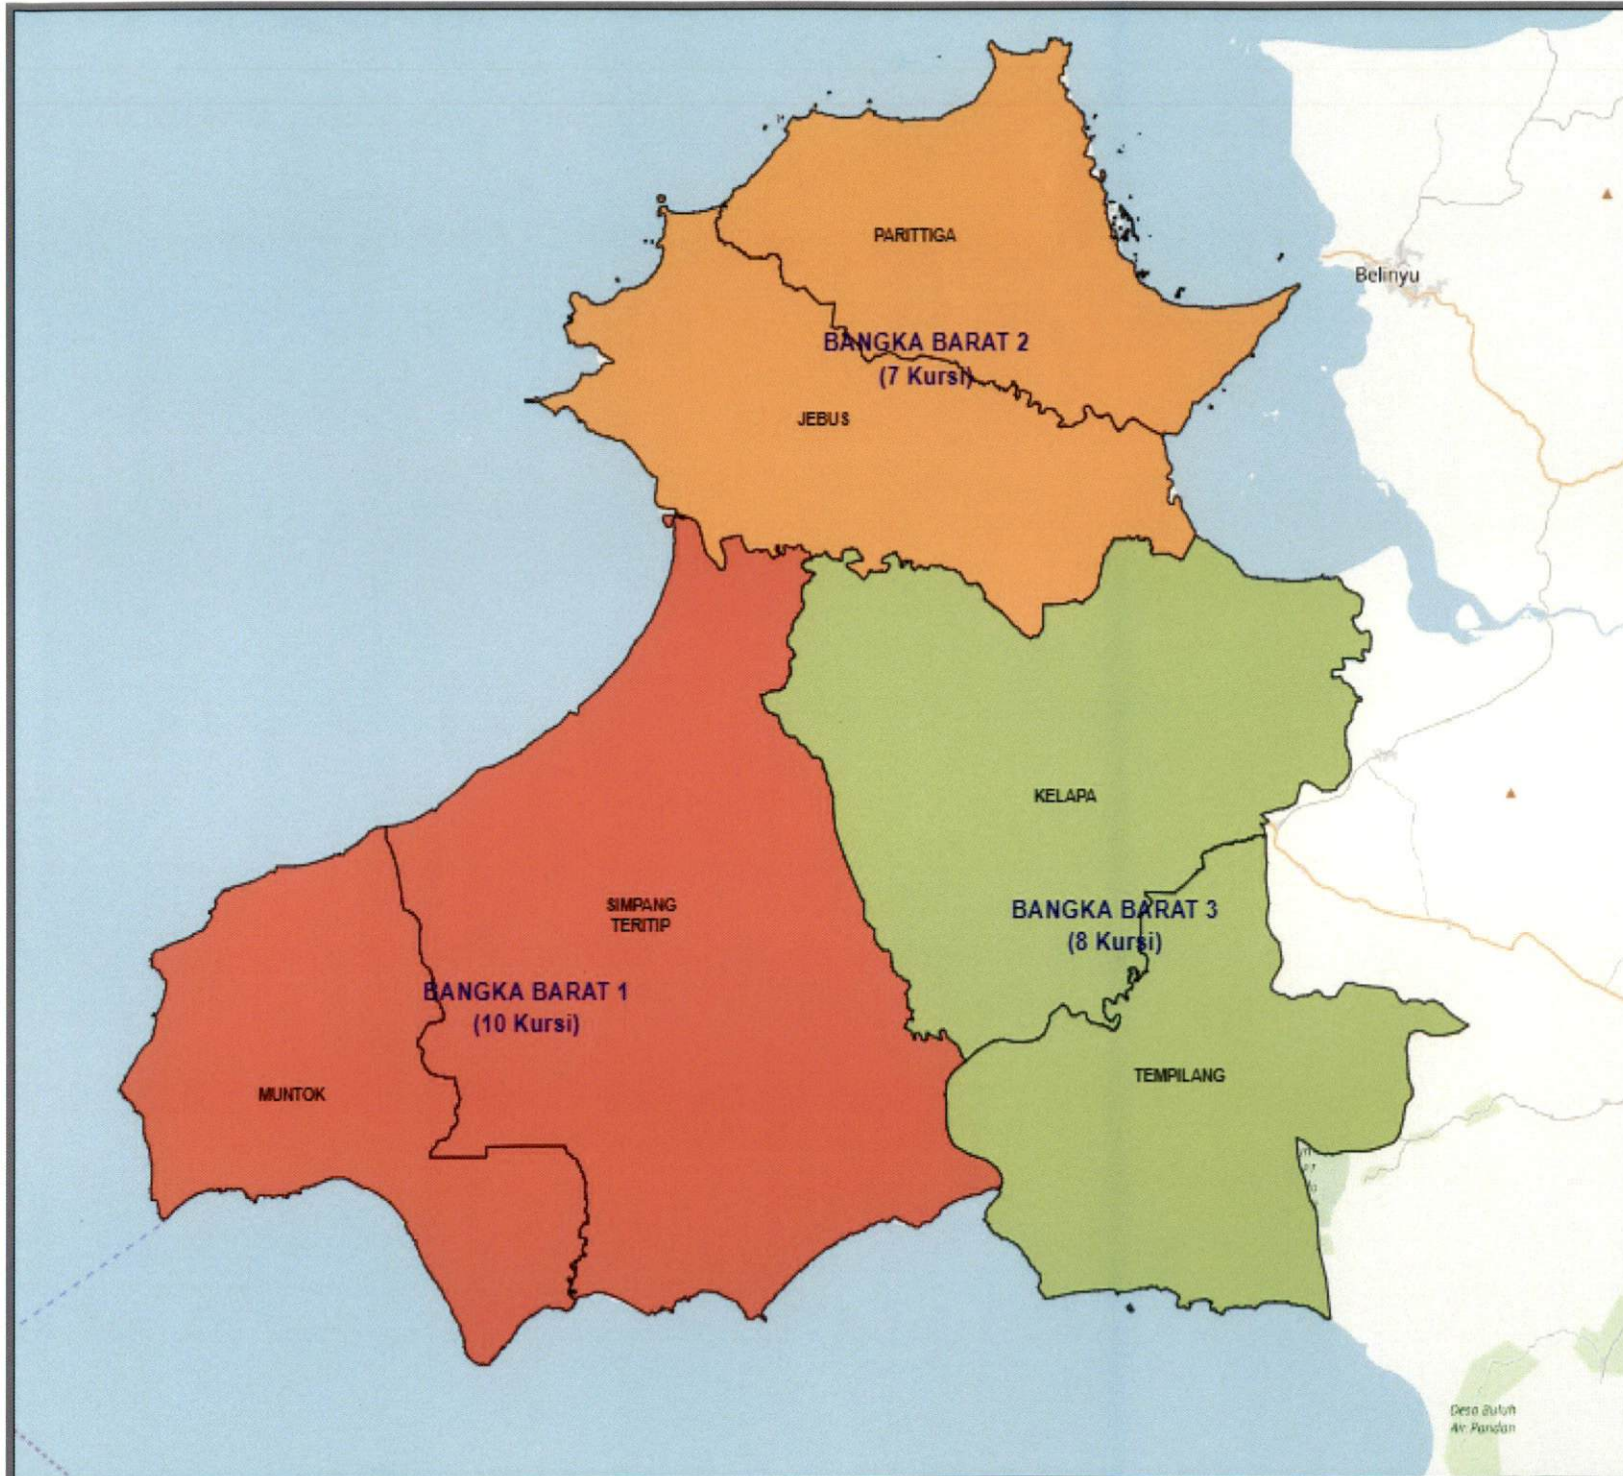 PARITTIGA
Belinyu
BANGKA BARAT 2
(7 Kursi)
JEBUS
KELAPA
SIMPANG
TERITIP
BANGKA BARAT 3
(8 Kursi)
BANGKA BARAT 1
(10 Kursi)
TEMPILANG
MUNTOK
Desa Buluh
Air Pandan